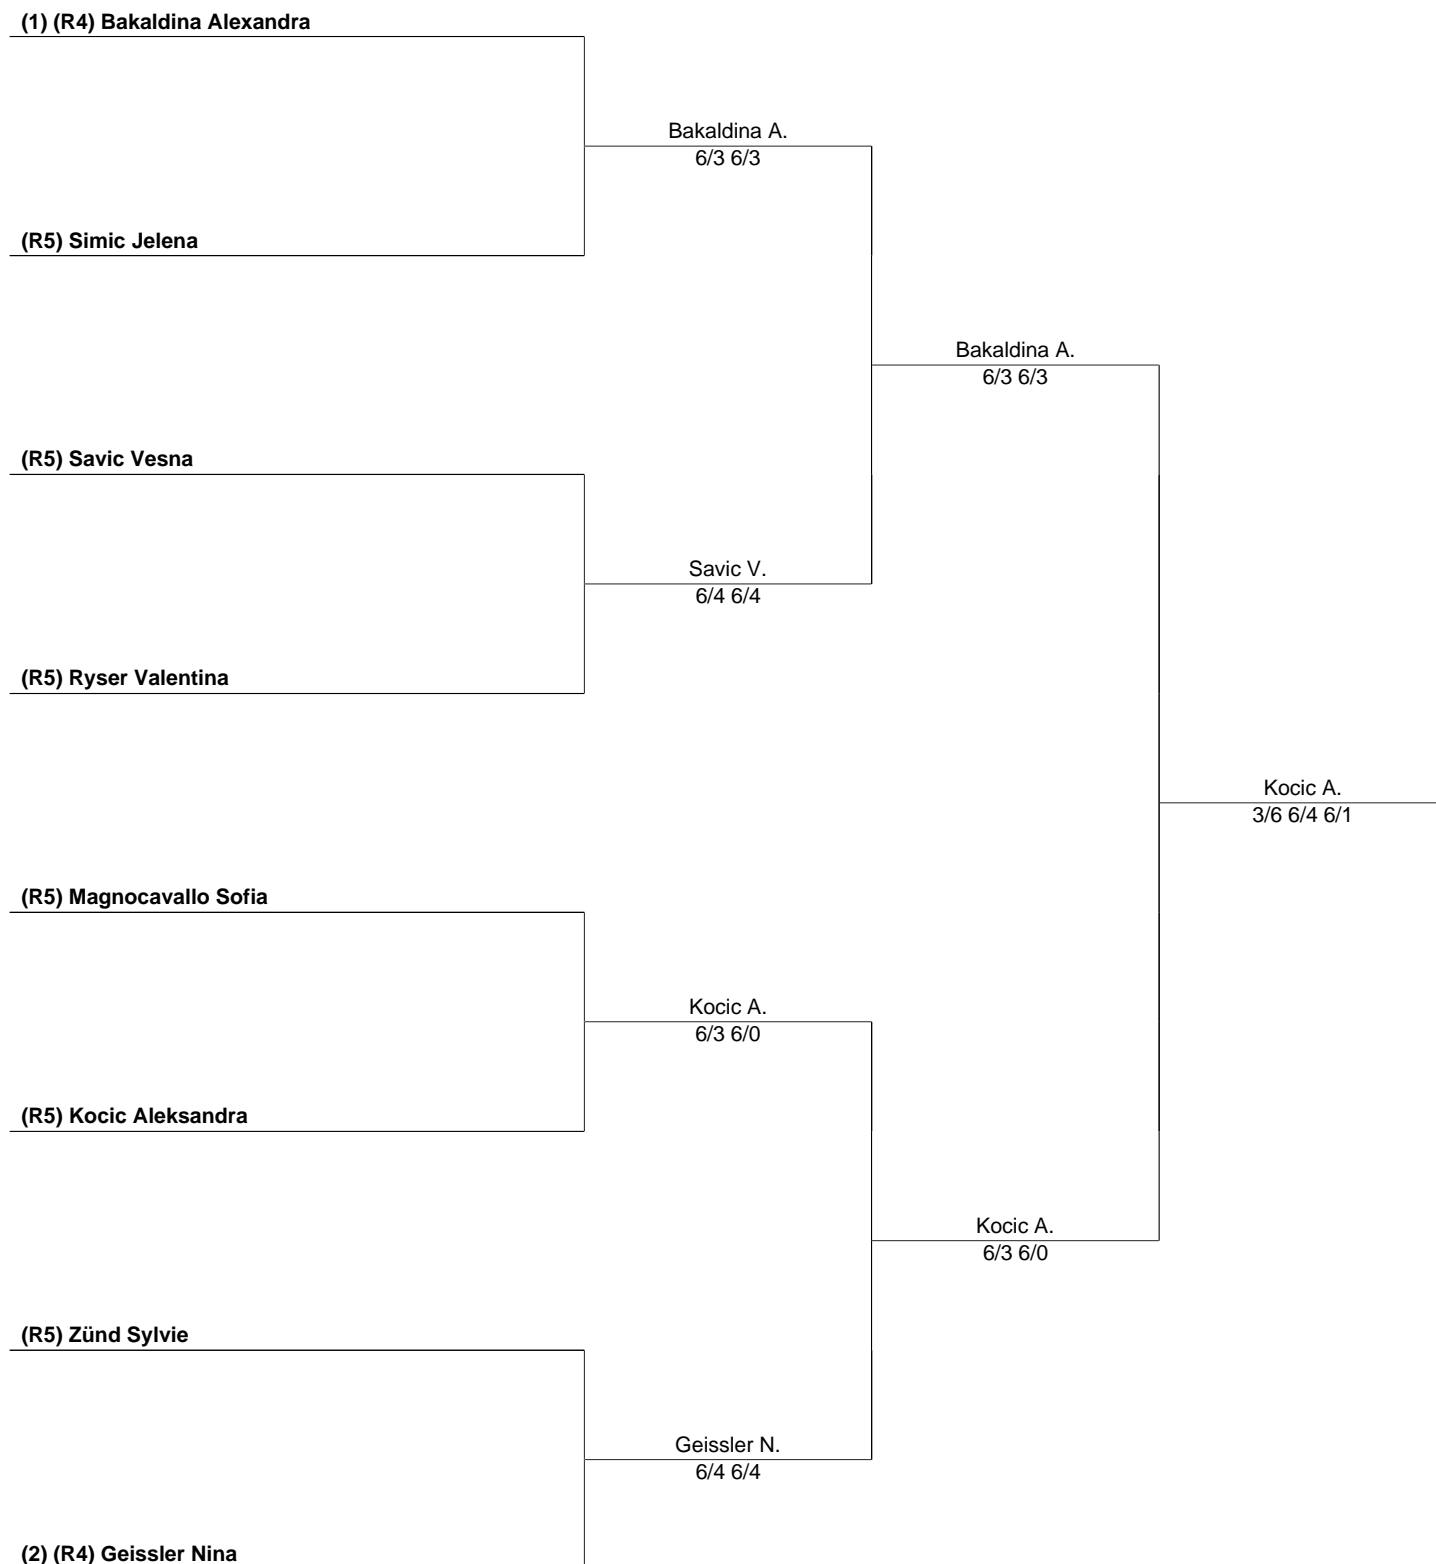 (1) (R4) Bakaldina Alexandra
Bakaldina A.
6/3 6/3
(R5) Simic Jelena
Bakaldina A.
6/3 6/3
(R5) Savic Vesna
Savic V.
6/4 6/4
(R5) Ryser Valentina
Kocic A.
3/6 6/4 6/1
(R5) Magnocavallo Sofia
Kocic A.
6/3 6/0
(R5) Kocic Aleksandra
Kocic A.
6/3 6/0
(R5) Zünd Sylvie
Geissler N.
6/4 6/4
(2) (R4) Geissler Nina